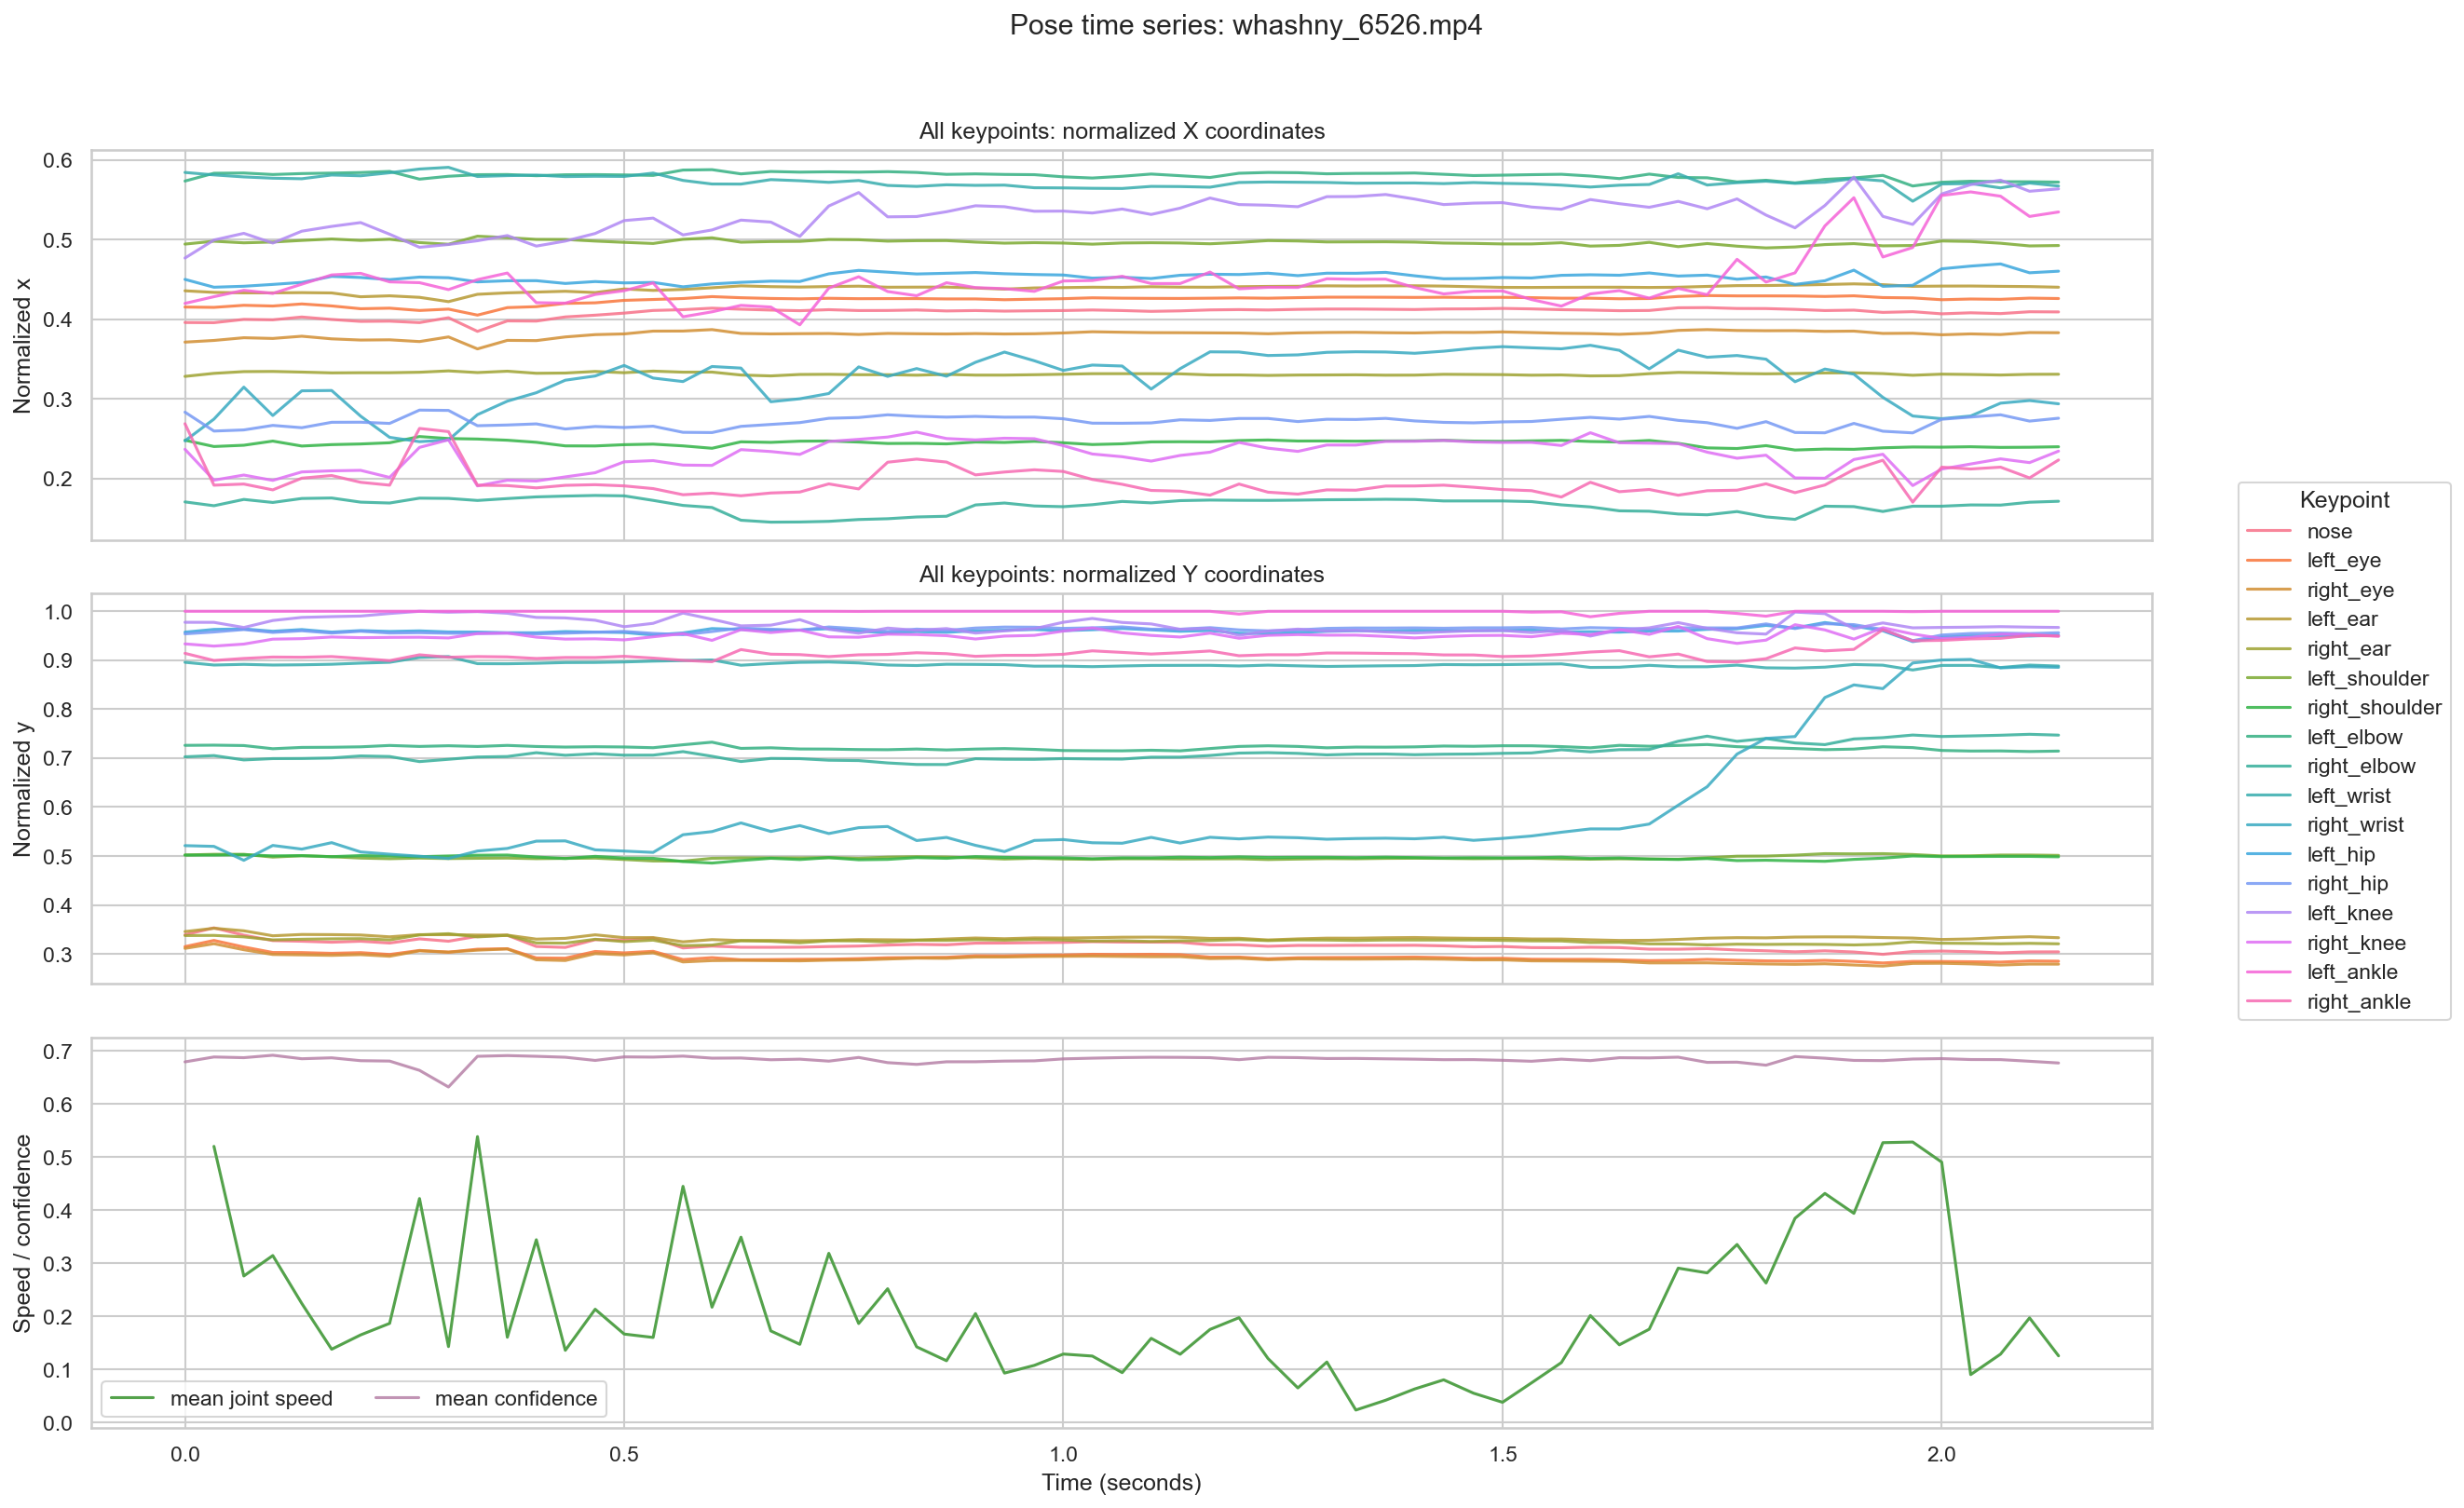 Pose time series: whashny_6526.mp4
All keypoints: normalized X coordinates
0.6
0.5
0.4
0.3
0.2
Normalized x
All keypoints: normalized Y coordinates
1.0
0.9
0.8
0.7
0.6
0.5
0.4
0.3
Normalized y
Keypoint
nose
left_eye
right_eye
left_ear
right_ear
left_shoulder
right_shoulder
left_elbow
right_elbow
left_wrist
right_wrist
left_hip
right_hip
left_knee
right_knee
left_ankle
right_ankle
0.7
0.6
0.5
0.4
0.3
0.2
0.1
0.0
Speed / confidence
mean joint speed mean confidence
0.0 0.5 1.0 1.5 2.0
Time (seconds)